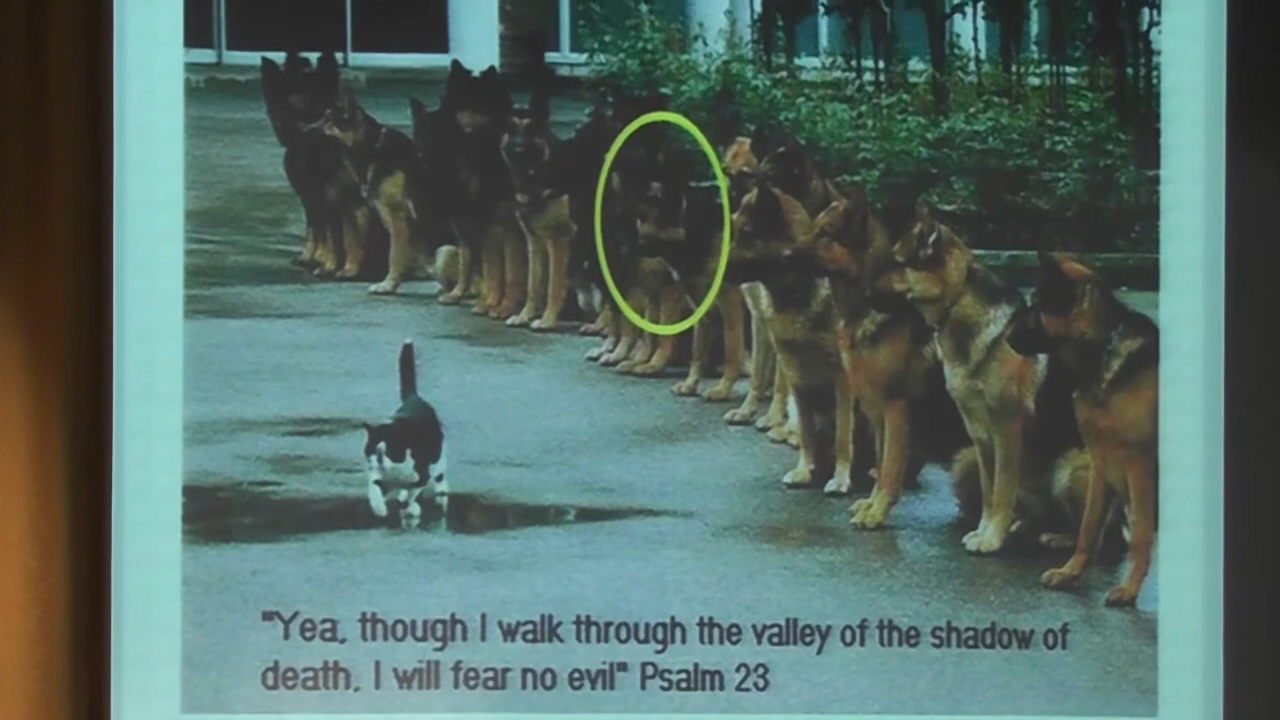 "Yea, though I walk through the valley of the shadow of
death, I will fear no evil" Psalm 23